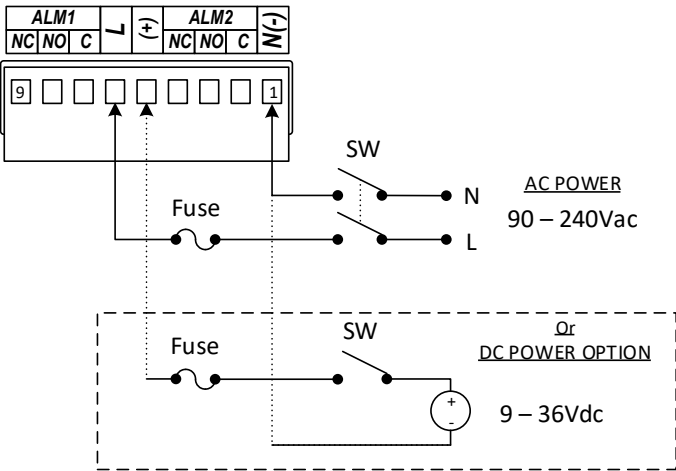 ALM1 L (+) ALM2 N(-)
NC NO C NC NO C
9 1
SW
N
AC POWER
90 – 240Vac
Fuse
L
Or
DC POWER OPTION
Fuse
SW
+
-
9 – 36Vdc